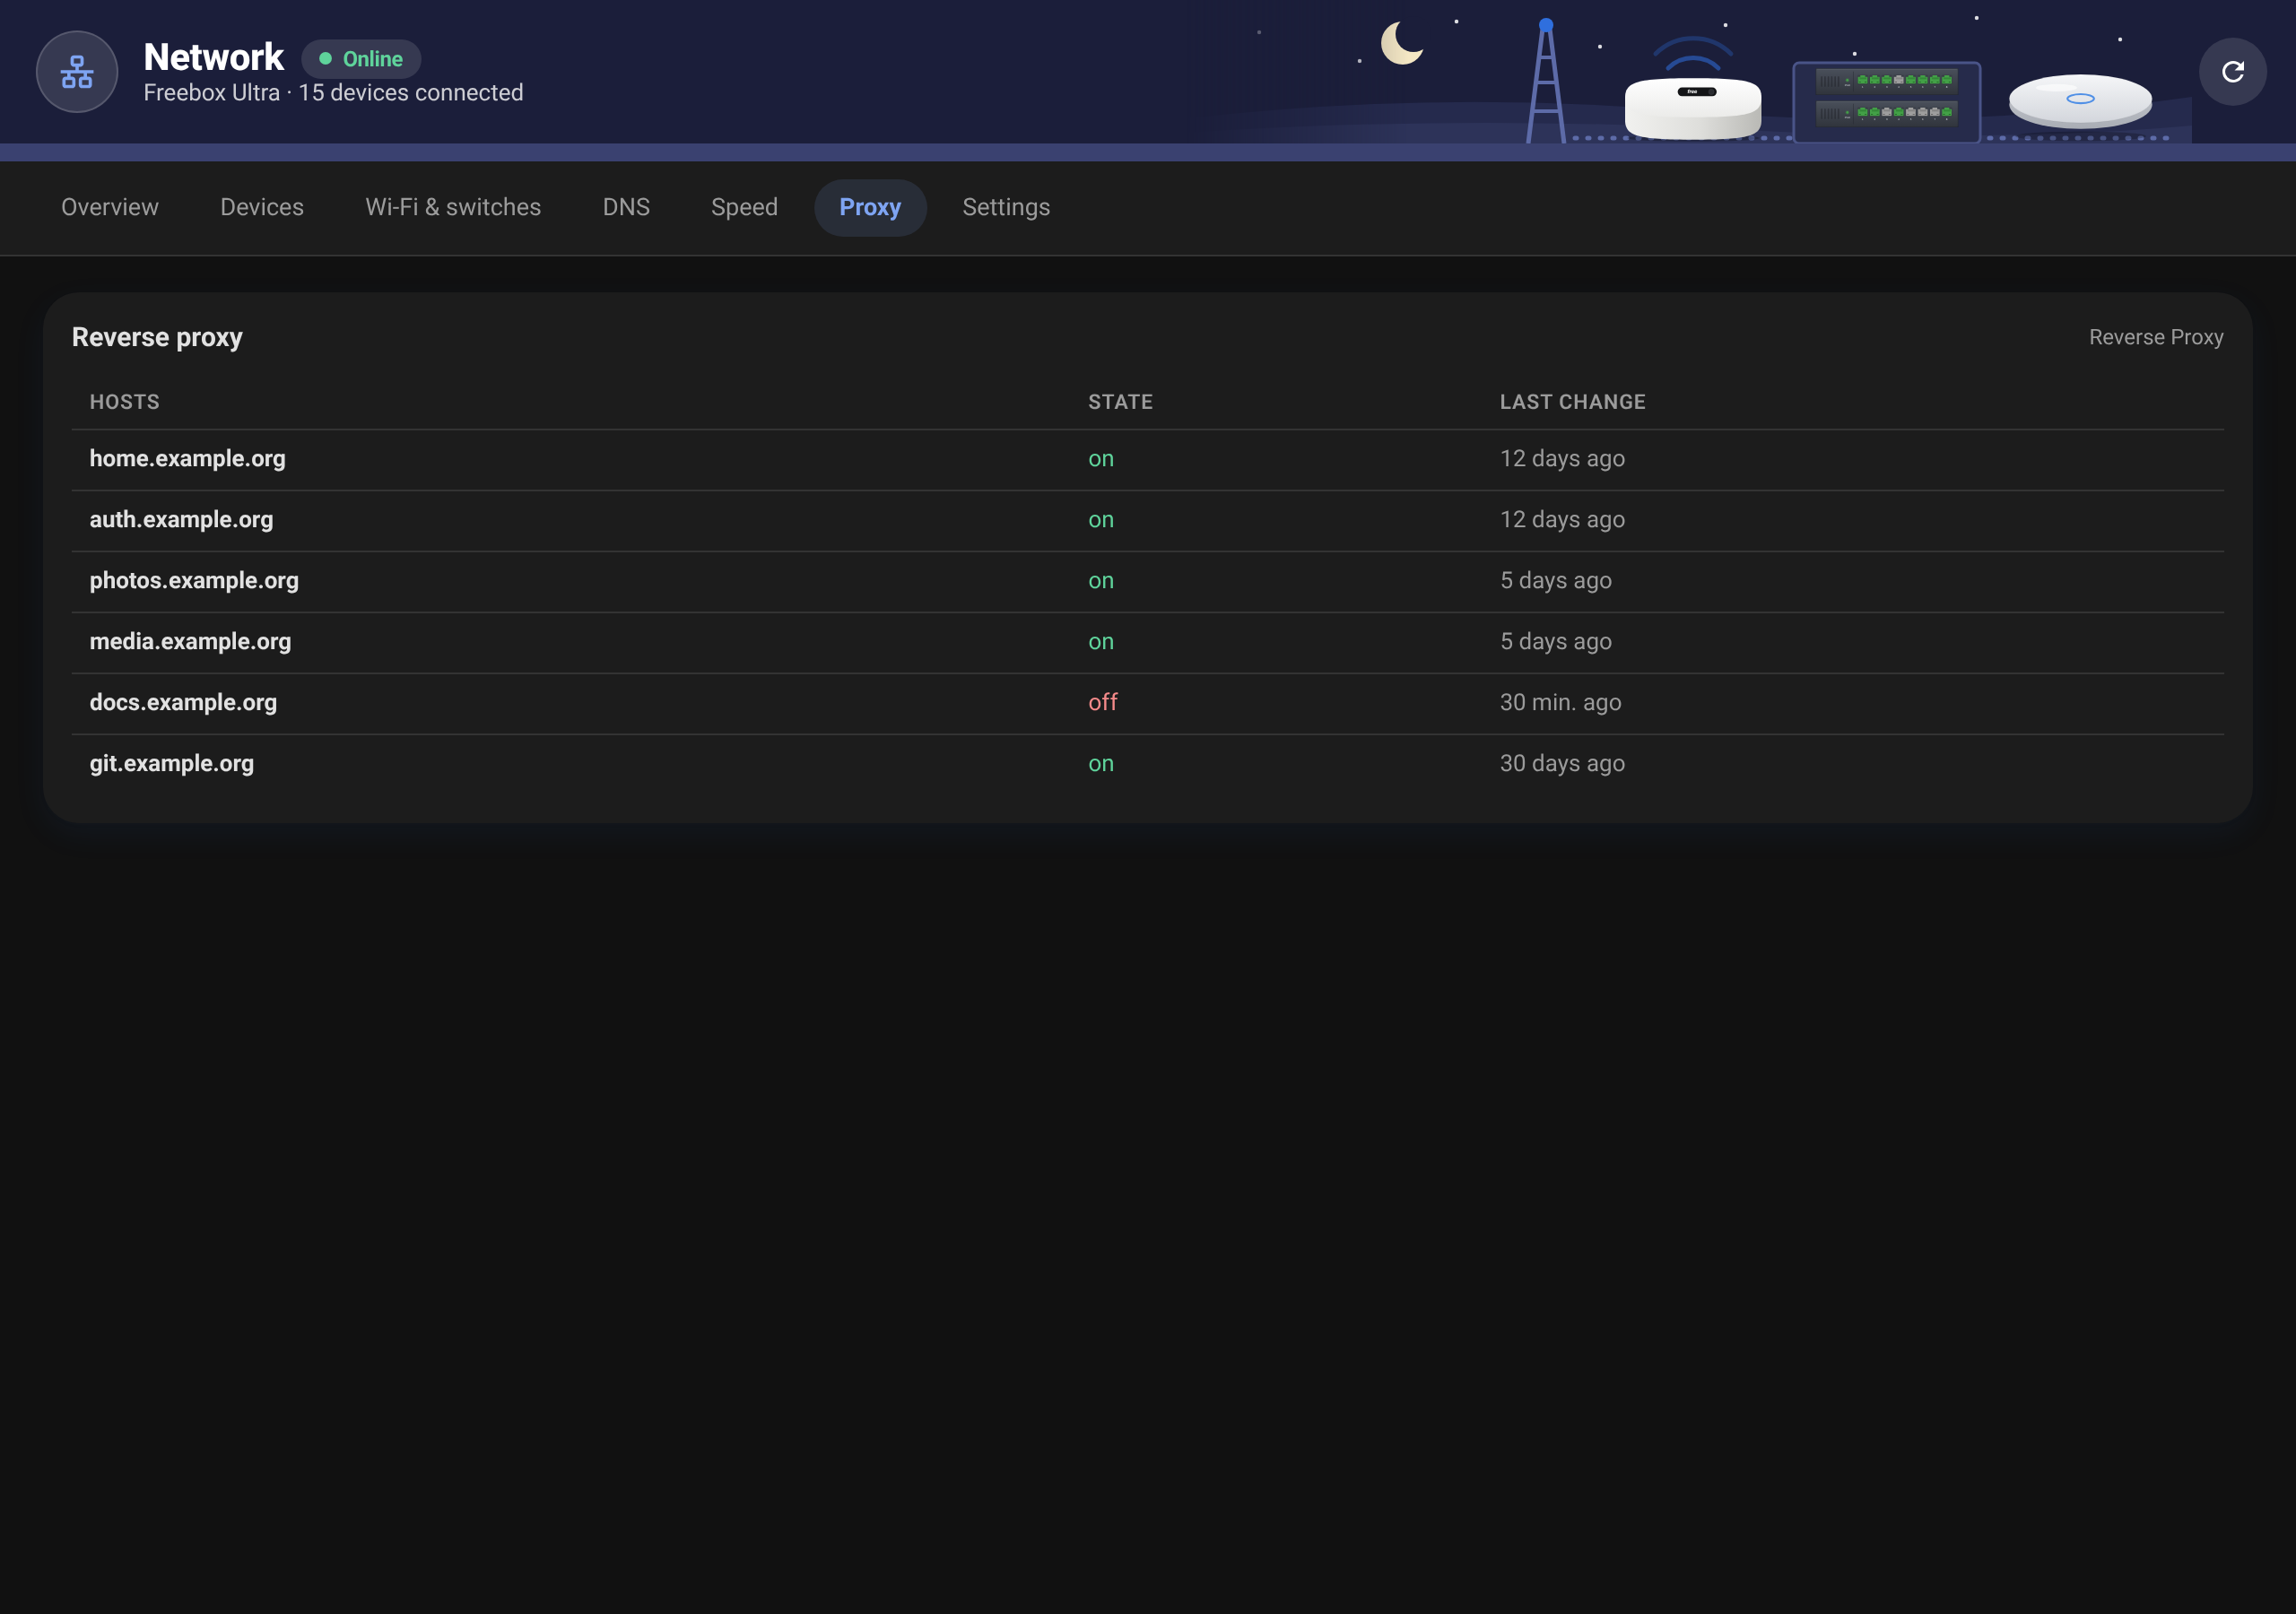 Network
Online
Freebox Ultra · 15 devices connected
free
Overview
Devices
Wi-Fi & switches
DNS
Speed
Proxy
Settings
Reverse proxy
Reverse Proxy
HOSTS STATE LAST CHANGE
home.example.org on 12 days ago
auth.example.org on 12 days ago
photos.example.org on 5 days ago
media.example.org on 5 days ago
docs.example.org off 30 min. ago
git.example.org on 30 days ago